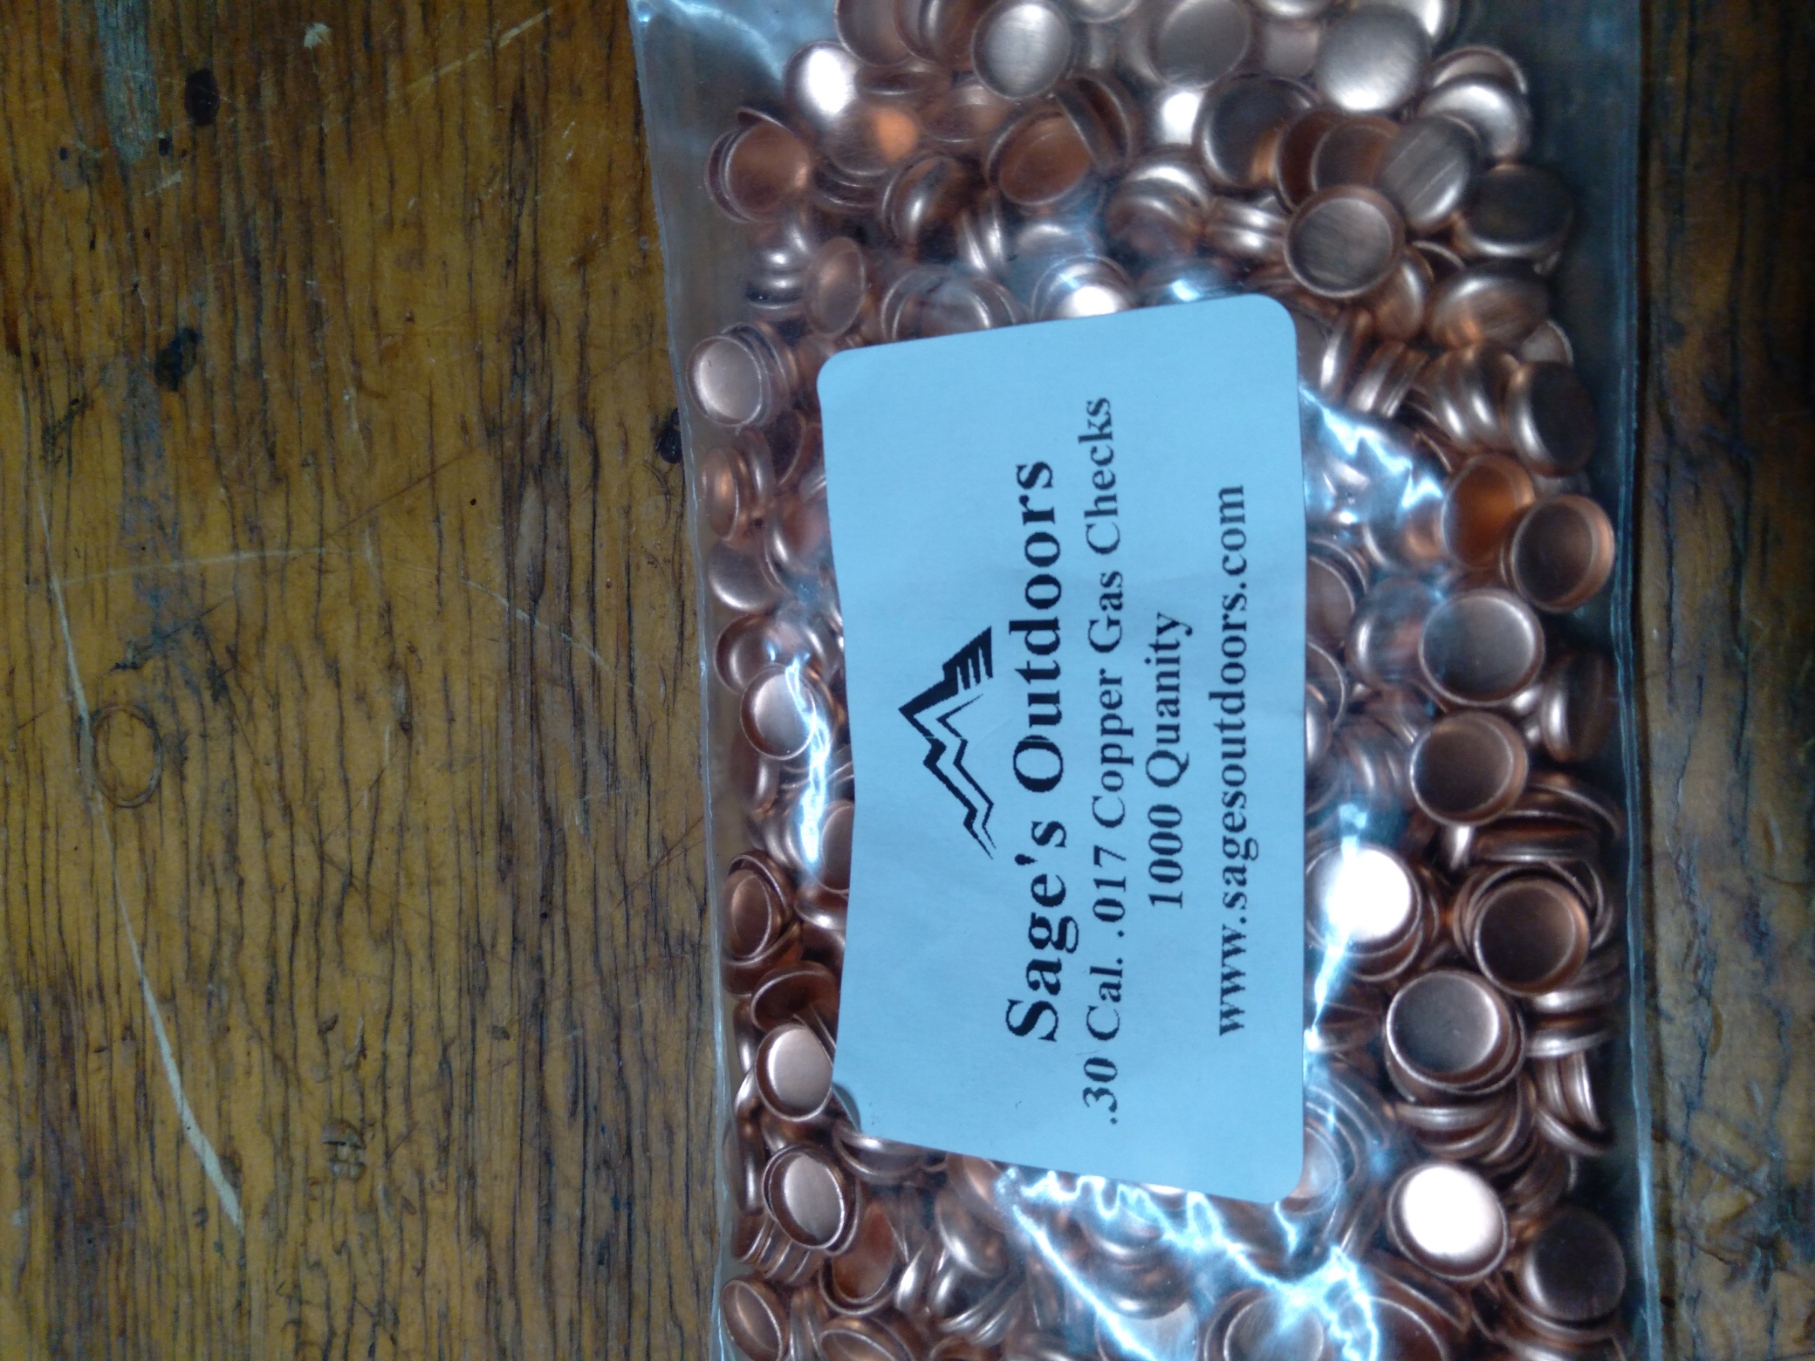 Sage's Outdoors
.30 Cal. .017 Copper Gas Checks
1000 Quanity
www.sagesoutdoors.com